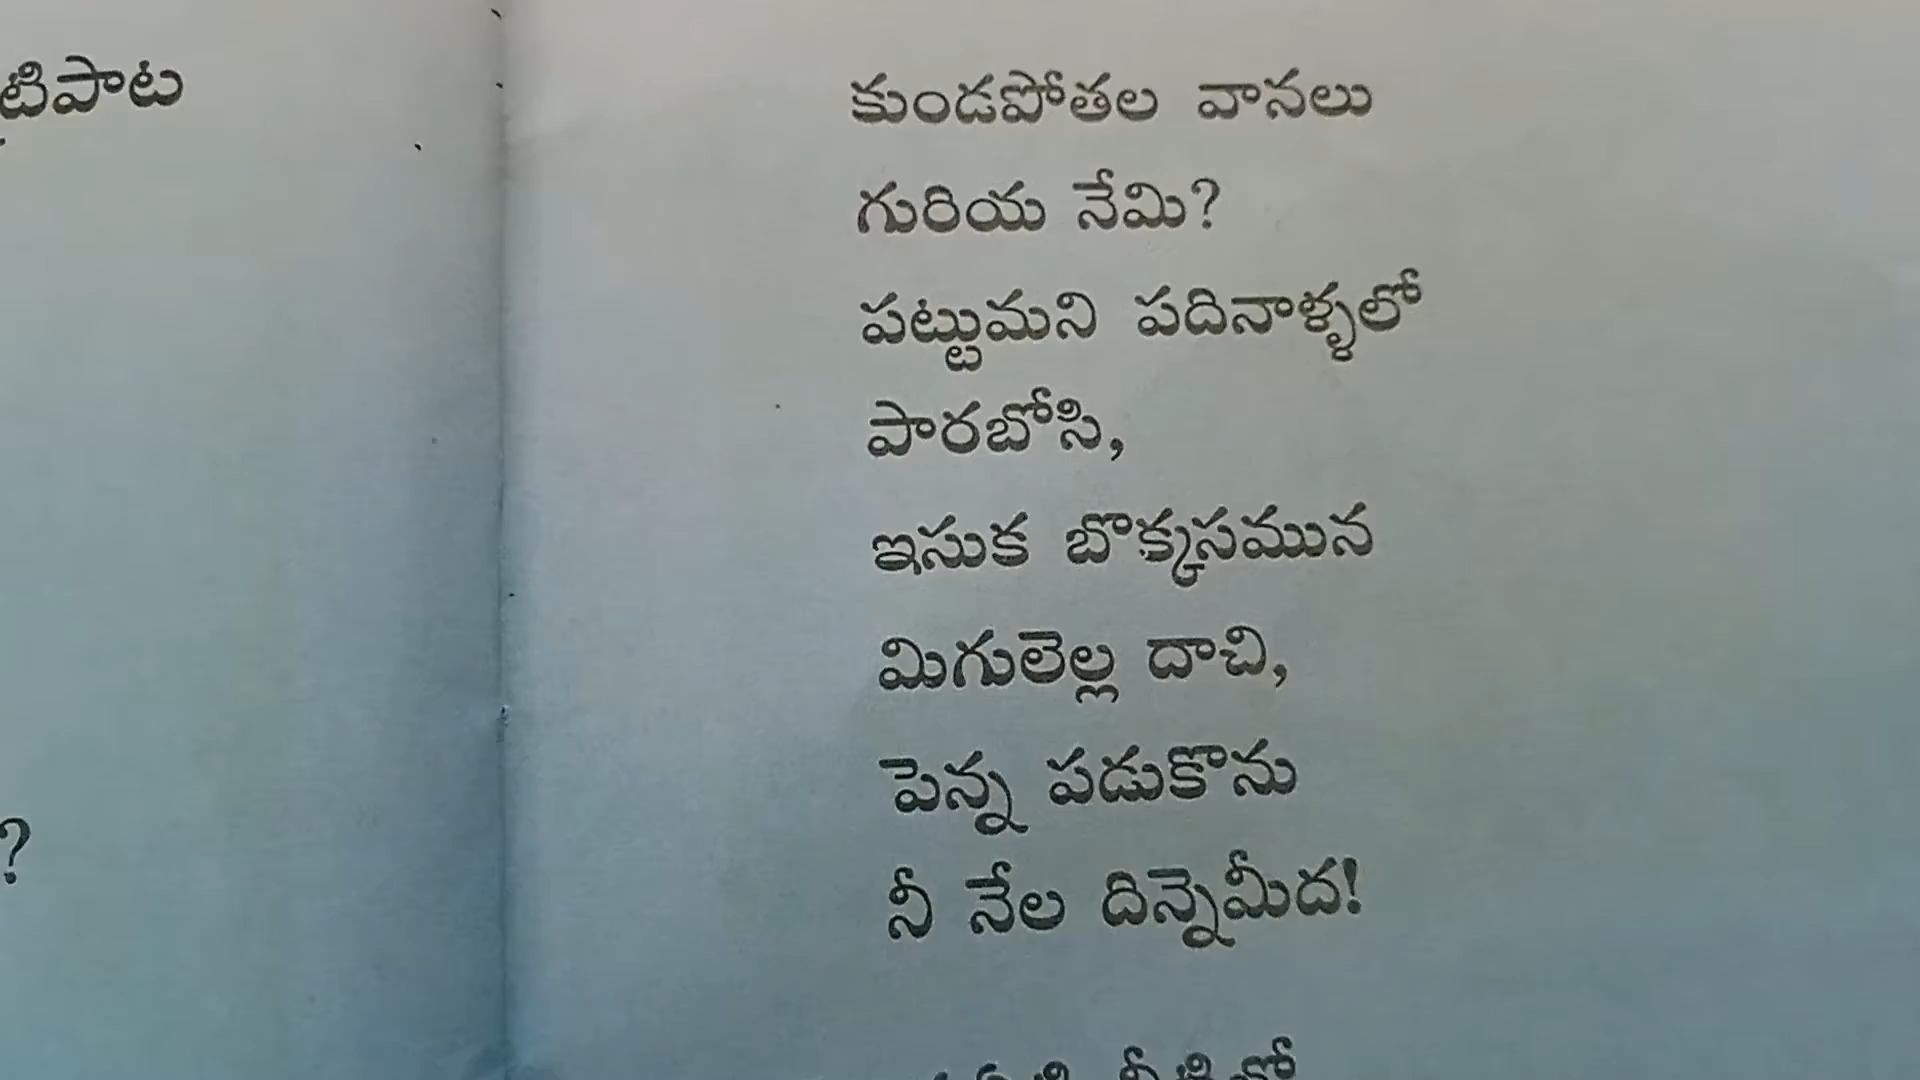 టిపాట
?
కుండపోతల వానలు
గురియ నేమి?
పట్టుమని పదినాళ్ళలో
పారబోసి,
ఇసుక బొక్కసమున
మిగులెల్ల దాచి,
పెన్న పడుకొను
నీ నేల దిన్నెమీద!